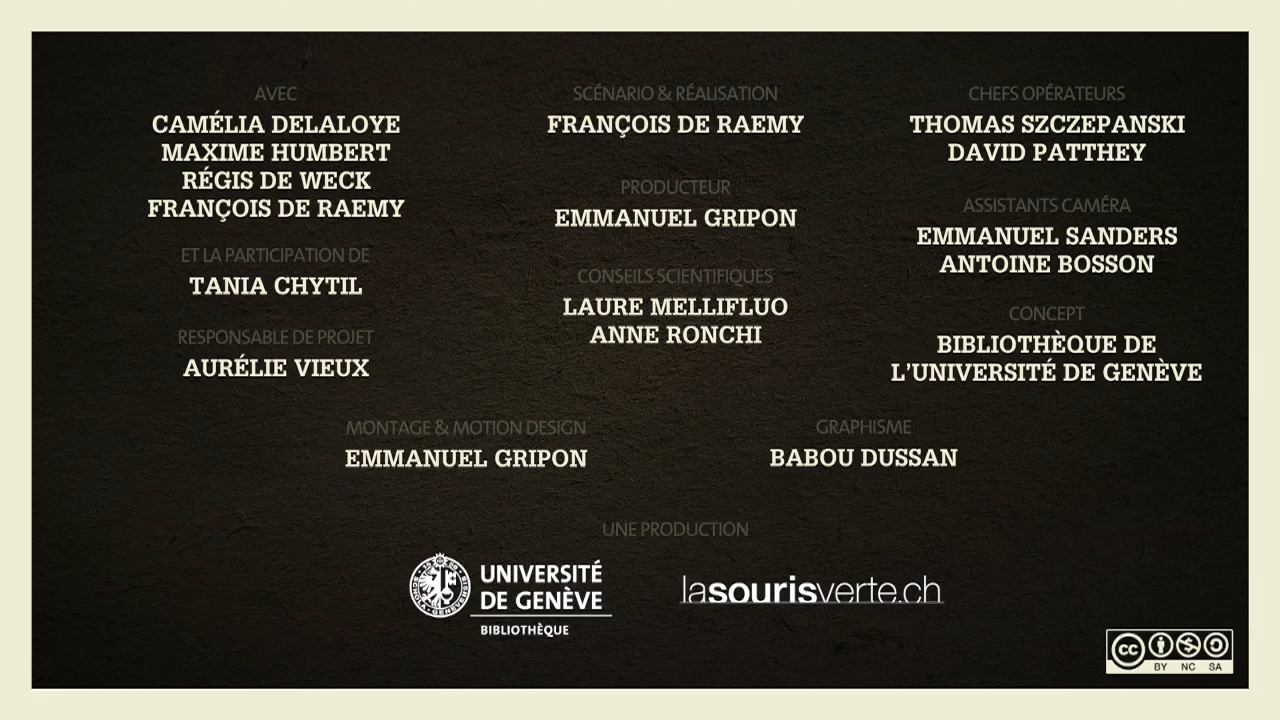 AVEC
CAMÉLIA DELALOYE
MAXIME HUMBERT
RÉGIS DE WECK
FRANÇOIS DE RAEMY
ET LA PARTICIPATION DE
TANIA CHYTIL
RESPONSABLE DE PROJET
AURÉLIE VIEUX
SCÉNARIO & RÉALISATION
FRANÇOIS DE RAEMY
PRODUCTEUR
EMMANUEL GRIPON
CONSEILS SCIENTIFIQUES
LAURE MELLIFLUO
ANNE RONCHI
CHEFS OPÉRATEURS
THOMAS SZCZEPANSKI
DAVID PATTHEY
ASSISTANTS CAMÉRA
EMMANUEL SANDERS
ANTOINE BOSSON
CONCEPT
BIBLIOTHÈQUE DE
L'UNIVERSITÉ DE GENÈVE
MONTAGE & MOTION DESIGN
EMMANUEL GRIPON
GRAPHISME
BABOU DUSSAN
UNE PRODUCTION
UNIVERSITÉ
DE GENÈVE
BIBLIOTHÈQUE
lasourisverte.ch
cc
BY NC SA